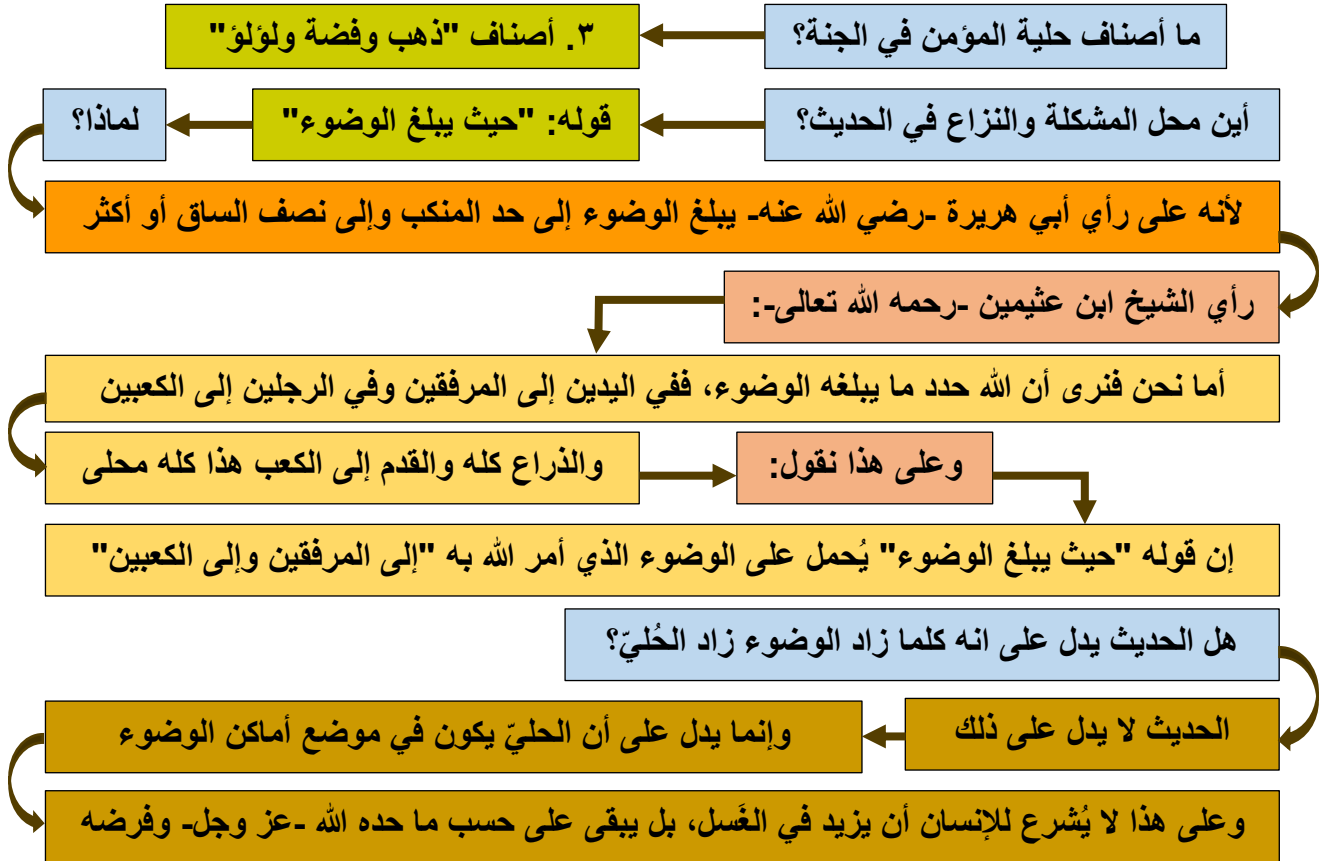 ما أصناف حلية المؤمن في الجنة؟
٣. أصناف "ذهب وفضة ولؤلؤ"
أين محل المشكلة والنزاع في الحديث؟
قوله: "حيث يبلغ الوضوء"
لماذا؟
لأنه على رأي أبي هريرة -رضي الله عنه- يبلغ الوضوء إلى حد المنكب وإلى نصف الساق أو أكثر
رأي الشيخ ابن عثيمين -رحمه الله تعالى-:
أما نحن فنرى أن الله حدد ما يبلغه الوضوء، ففي اليدين إلى المرفقين وفي الرجلين إلى الكعبين
والذراع كله والقدم إلى الكعب هذا كله محلى
وعلى هذا نقول:
إن قوله "حيث يبلغ الوضوء" يُحمل على الوضوء الذي أمر الله به "إلى المرفقين وإلى الكعبين"
هل الحديث يدل على انه كلما زاد الوضوء زاد الحُليّ؟
الحديث لا يدل على ذلك
وإنما يدل على أن الحليّ يكون في موضع أماكن الوضوء
وعلى هذا لا يُشرع للإنسان أن يزيد في الغَسل، بل يبقى على حسب ما حده الله -عز وجل- وفرضه